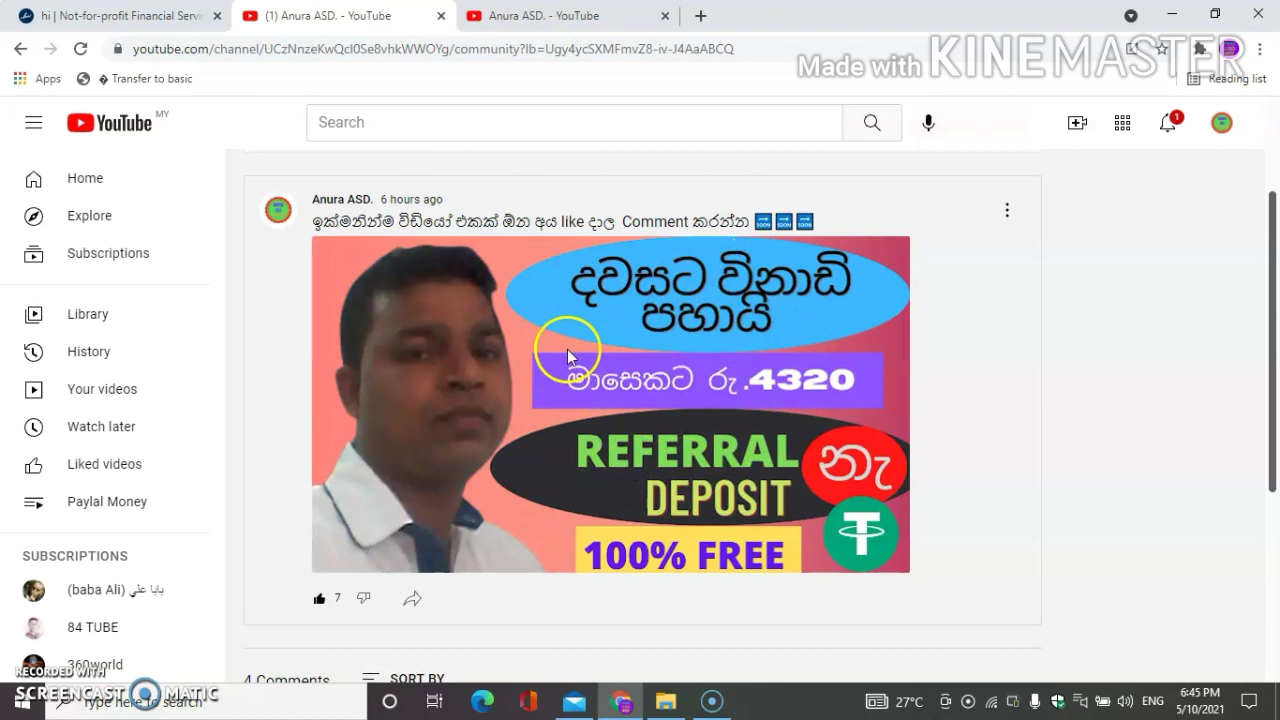 hi | Not-for-profit Financial Servi
(1) Anura ASD. - YouTube
Anura ASD. - YouTube
youtube.com/channel/UCzNnzeKwQcI0Se8vhkWWOYg/community?lb=Ugy4ycSXMFmvZ8-iv-J4AaABCQ
Made with KINEMASTER
Apps
Transfer to basic
Reading list
YouTube MY
Search
1
Home
Explore
Subscriptions
Library
History
Your videos
Watch later
Liked videos
Paylal Money
SUBSCRIPTIONS
(baba Ali) بابا علي
84 TUBE
360world
Anura ASD. 6 hours ago
ඉක්මනින්ම විඩියෝ එකක් ඕන අය like දාල Comment කරන්න 🔜🔜🔜
දවසට විනාඩි
පහායි
මාසෙකට රු.4320
REFERRAL
DEPOSIT
නැ
100% FREE
7
4 Comments
SORT BY
RECORDED WITH
SCREENCAST MATIC
Type here to search
27°C
ENG
6:45 PM
5/10/2021